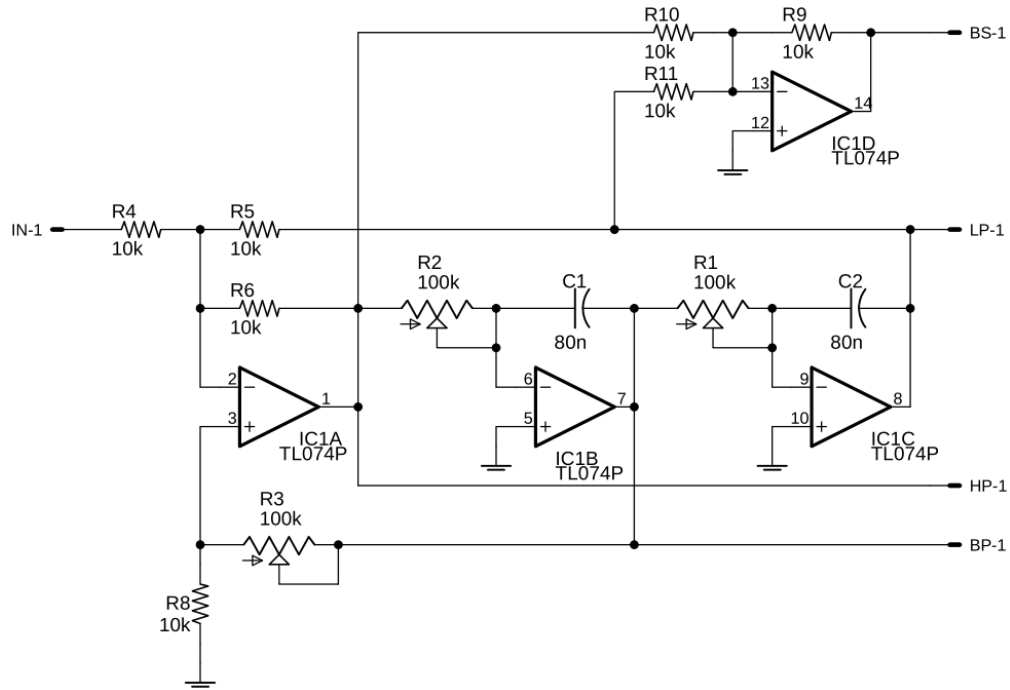 R10
10k
R9
10k
BS-1
R11
10k
13
12
14
IC1D
TL074P
IN-1
R4
10k
R5
10k
LP-1
R6
10k
R2
100k
C1
80n
R1
100k
C2
80n
2
3
1
IC1A
TL074P
6
5
7
IC1B
TL074P
9
10
8
IC1C
TL074P
HP-1
R3
100k
BP-1
R8
10k